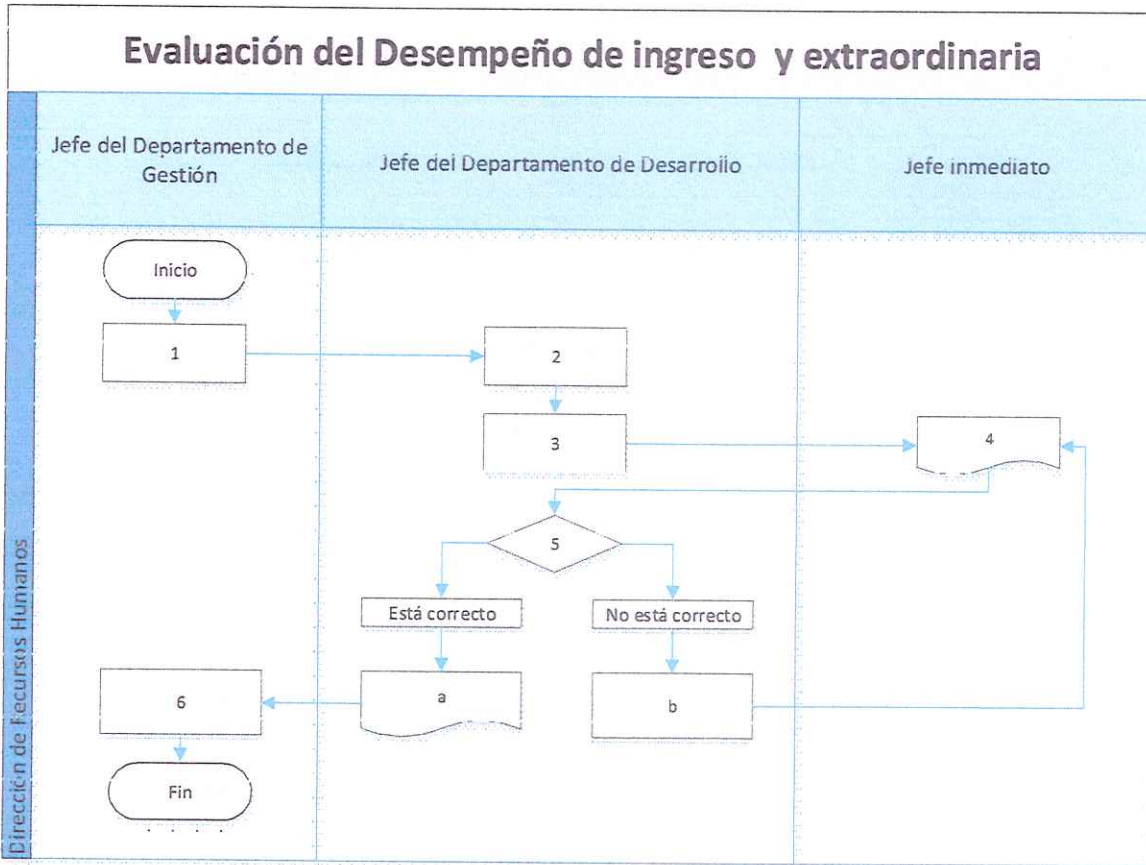 Evaluación del Desempeño de ingreso y extraordinaria
Jefe del Departamento de
Gestión
Jefe del Departamento de Desarrollo
Jefe inmediato
Dirección de Recursos Humanos
Inicio
1
2
3
4
5
Está correcto
No está correcto
6
a
b
Fin